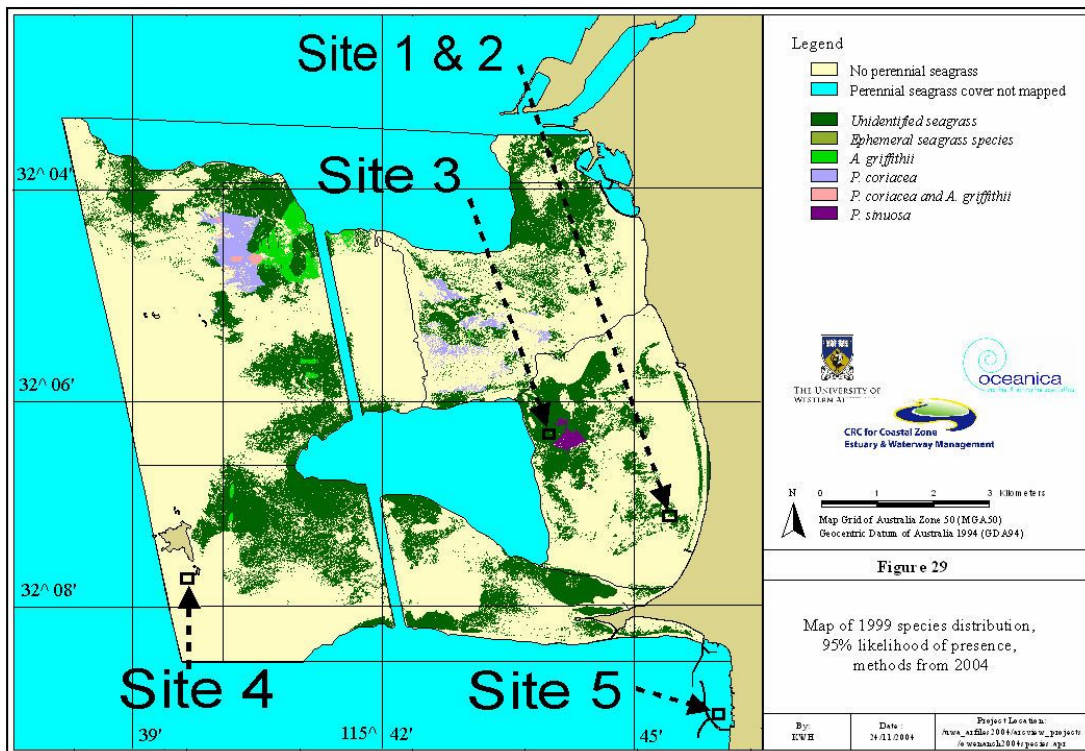 Site 1 & 2
Site 3
32^ 04'
32^ 06'
32^ 08'
Site 4
Site 5
39'
115^ 42'
45'
Legend
No perennial seagrass
Perennial seagrass cover not mapped
Unidentified seagrass
Ephemeral seagrass species
A. griffithii
P. coriacea
P. coriacea and A. griffithii
P. sinuosa
THE UNIVERSITY OF
WESTERN
oceanica
CRC for Coastal Zone
Estuary & Waterway Management
N
0 1 2 3 Kilometers
Map Grid of Australia Zone 50 (MGA50)
Geocentric Datum of Australia 1994 (GDA94)
Figure 29
Map of 1999 species distribution,
95% likelihood of presence,
methods from 2004
By:
KWH
Date :
24/11/2004
Project Location: